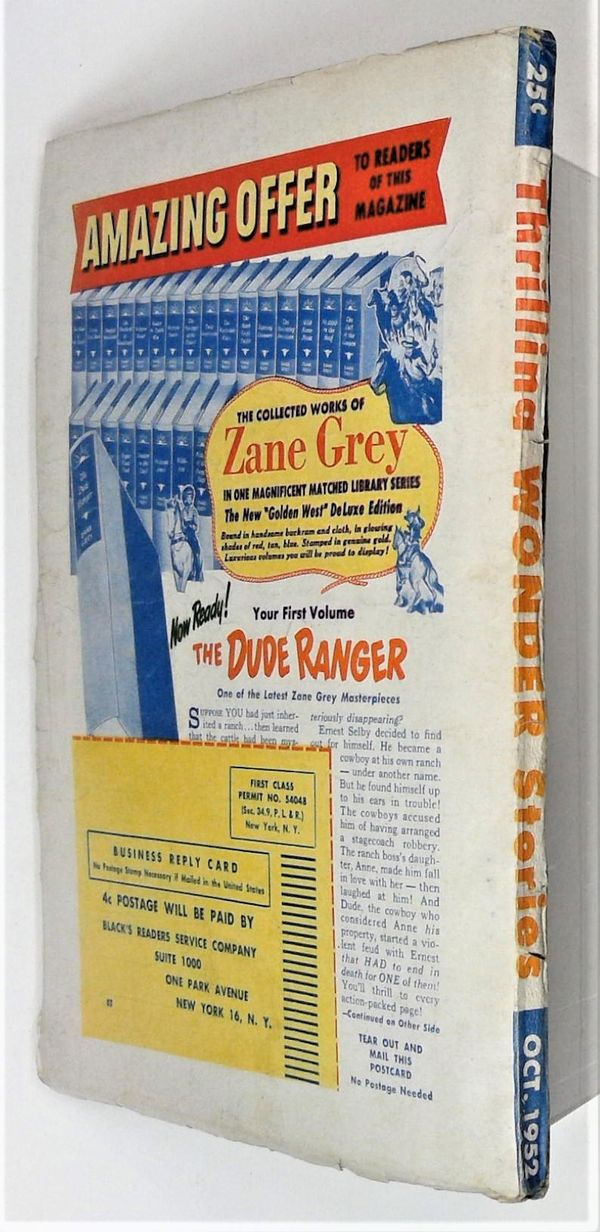 AMAZING OFFER
TO READERS
OF THIS
MAGAZINE
THE COLLECTED WORKS OF
Zane Grey
IN ONE MAGNIFICENT MATCHED LIBRARY SERIES
The New "Golden West" DeLuxe Edition
Bound in handsome buckram and cloth, in glowing
shades of red, tan, blue. Stamped in genuine gold.
Luxurious volumes you will be proud to display!
Now Ready!
Your First Volume
THE DUDE RANGER
One of the Latest Zane Grey Masterpieces
SUPPOSE YOU had just inher-
ited a ranch... then learned
that the cattle had been mys-
teriously disappearing?
Ernest Selby decided to find
out for himself. He became a
cowboy at his own ranch
— under another name.
But he found himself up
to his ears in trouble!
The cowboys accused
him of having arranged
a stagecoach robbery.
The ranch boss's daugh-
ter, Anne, made him fall
in love with her — then
laughed at him! And
Dude, the cowboy who
considered Anne his
property, started a vio-
lent feud with Ernest
that HAD to end in
death for ONE of them!
You'll thrill to every
action-packed page!
—Continued on Other Side
TEAR OUT AND
MAIL THIS
POSTCARD
No Postage Needed
FIRST CLASS
PERMIT NO. 54048
(Sec. 34.9, P. L. & R.)
New York, N. Y.
BUSINESS REPLY CARD
No Postage Stamp Necessary if Mailed in the United States
4c POSTAGE WILL BE PAID BY
BLACK'S READERS SERVICE COMPANY
SUITE 1000
ONE PARK AVENUE
NEW YORK 16, N. Y.
25c
Thrilling WONDER Stories
OCT. 1952